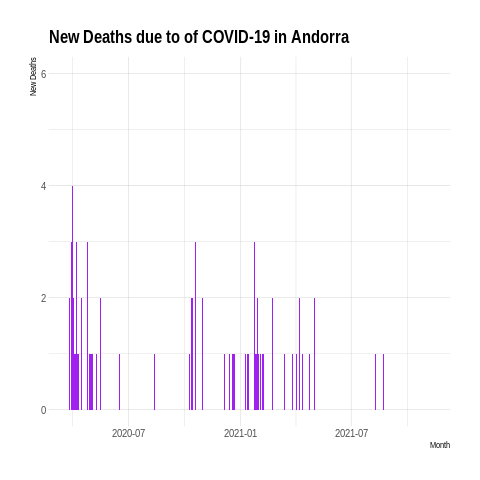 New Deaths due to of COVID-19 in Andorra
New Deaths
6
4
2
0
2020-07 2021-01 2021-07
Month